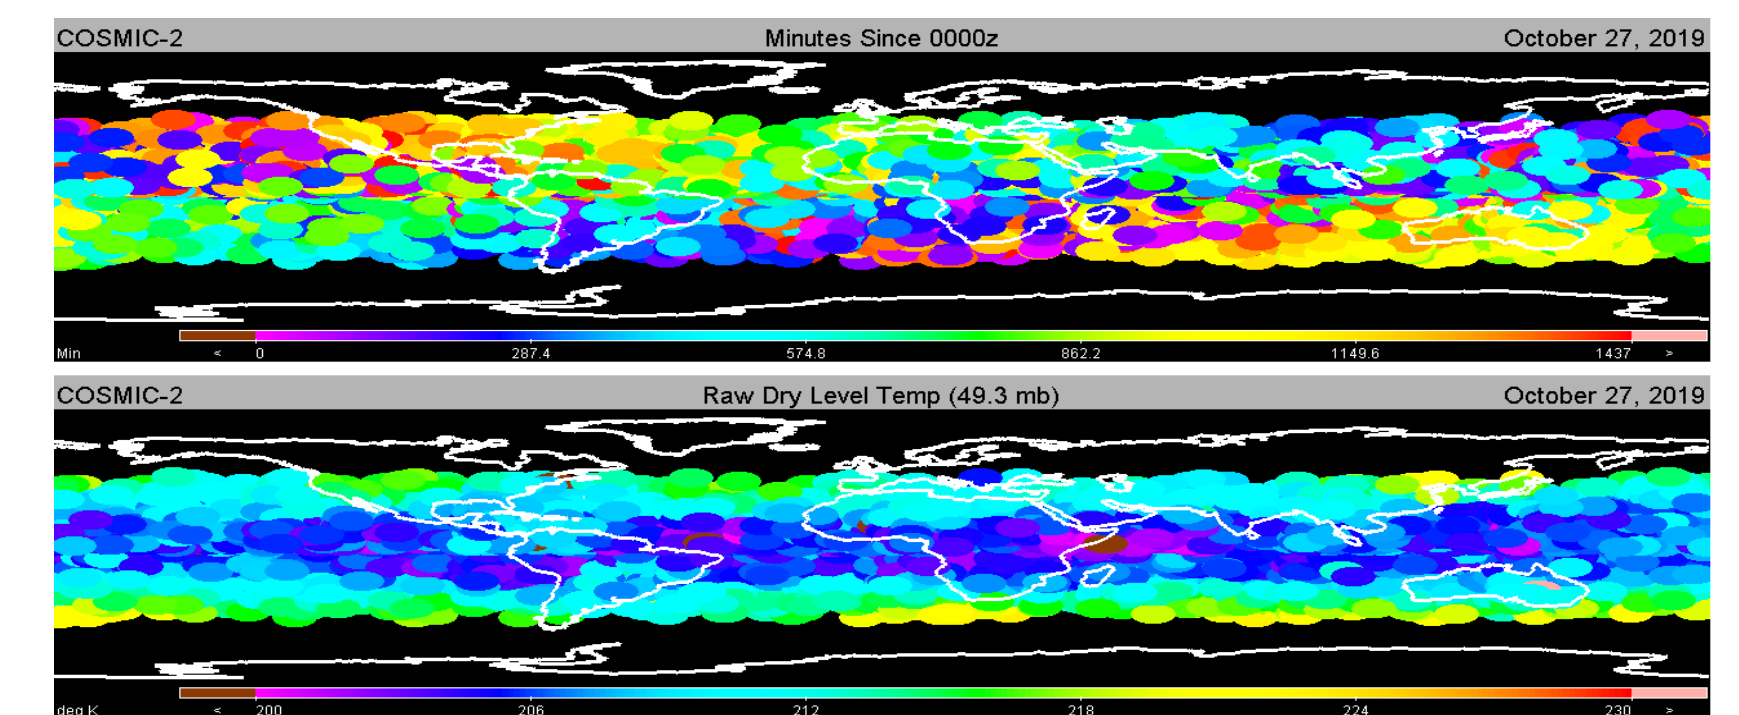 COSMIC-2 Minutes Since 0000z October 27, 2019
Min < 0 287.4 574.8 862.2 1149.6 1437 >
COSMIC-2 Raw Dry Level Temp (49.3 mb) October 27, 2019
deg K < 200 206 212 218 224 230 >